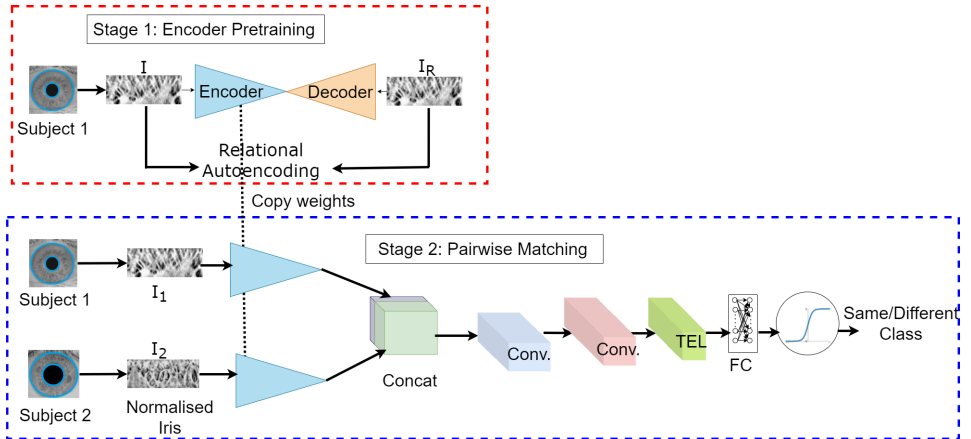 Stage 1: Encoder Pretraining
I
I_R
Encoder
Decoder
Subject 1
Relational
Autoencoding
Copy weights
Stage 2: Pairwise Matching
Subject 1
I_1
I_2
Subject 2
Normalised
Iris
Concat
Conv.
Conv.
TEL
FC
Same/Different
Class